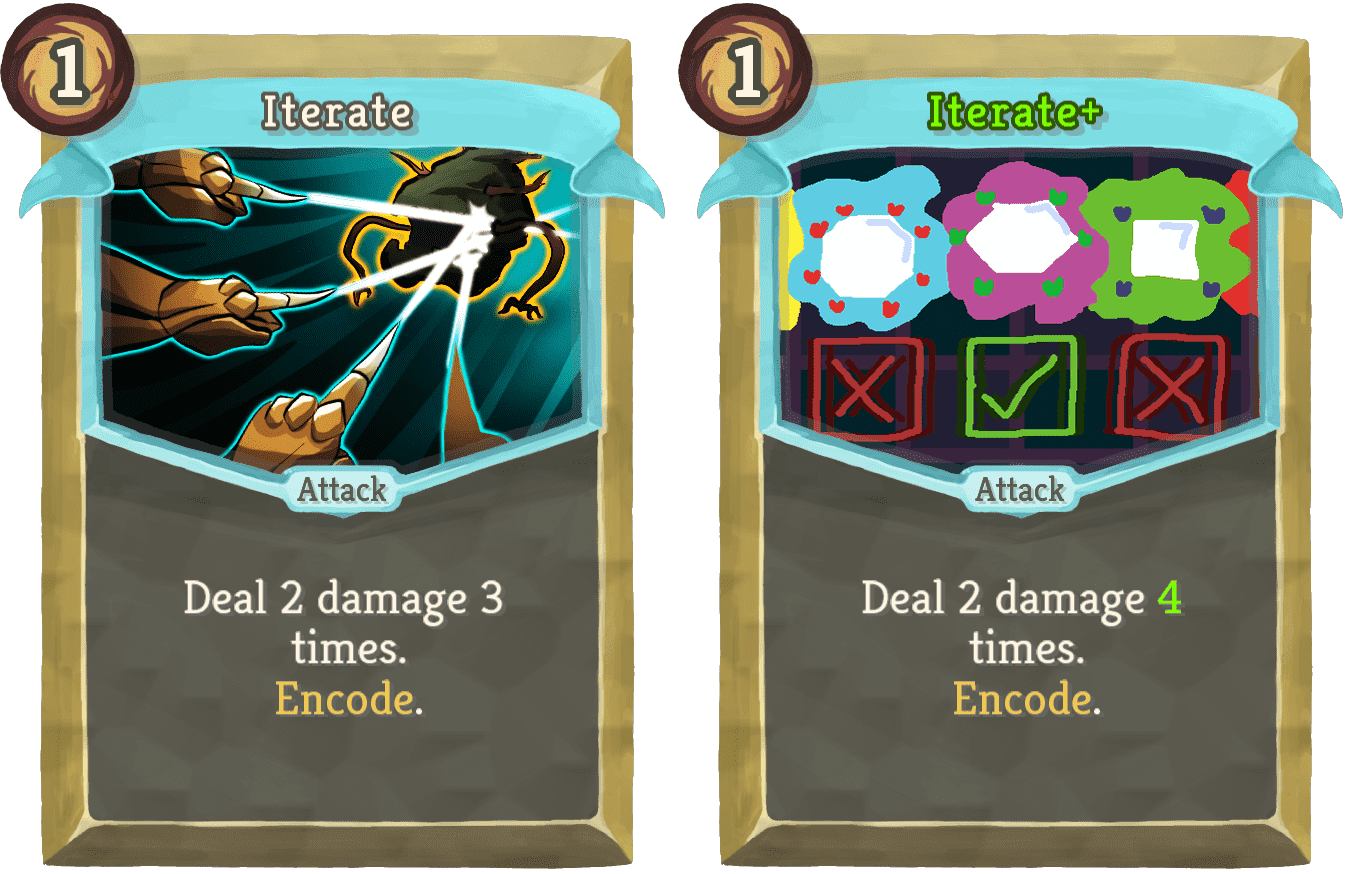 1
Iterate
Attack
Deal 2 damage 3
times.
Encode.
1
Iterate+
Attack
Deal 2 damage 4
times.
Encode.